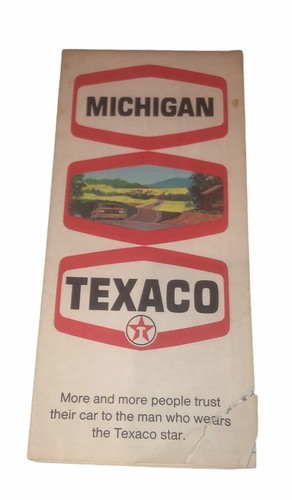 MICHIGAN
TEXACO
T
More and more people trust
their car to the man who wears
the Texaco star.